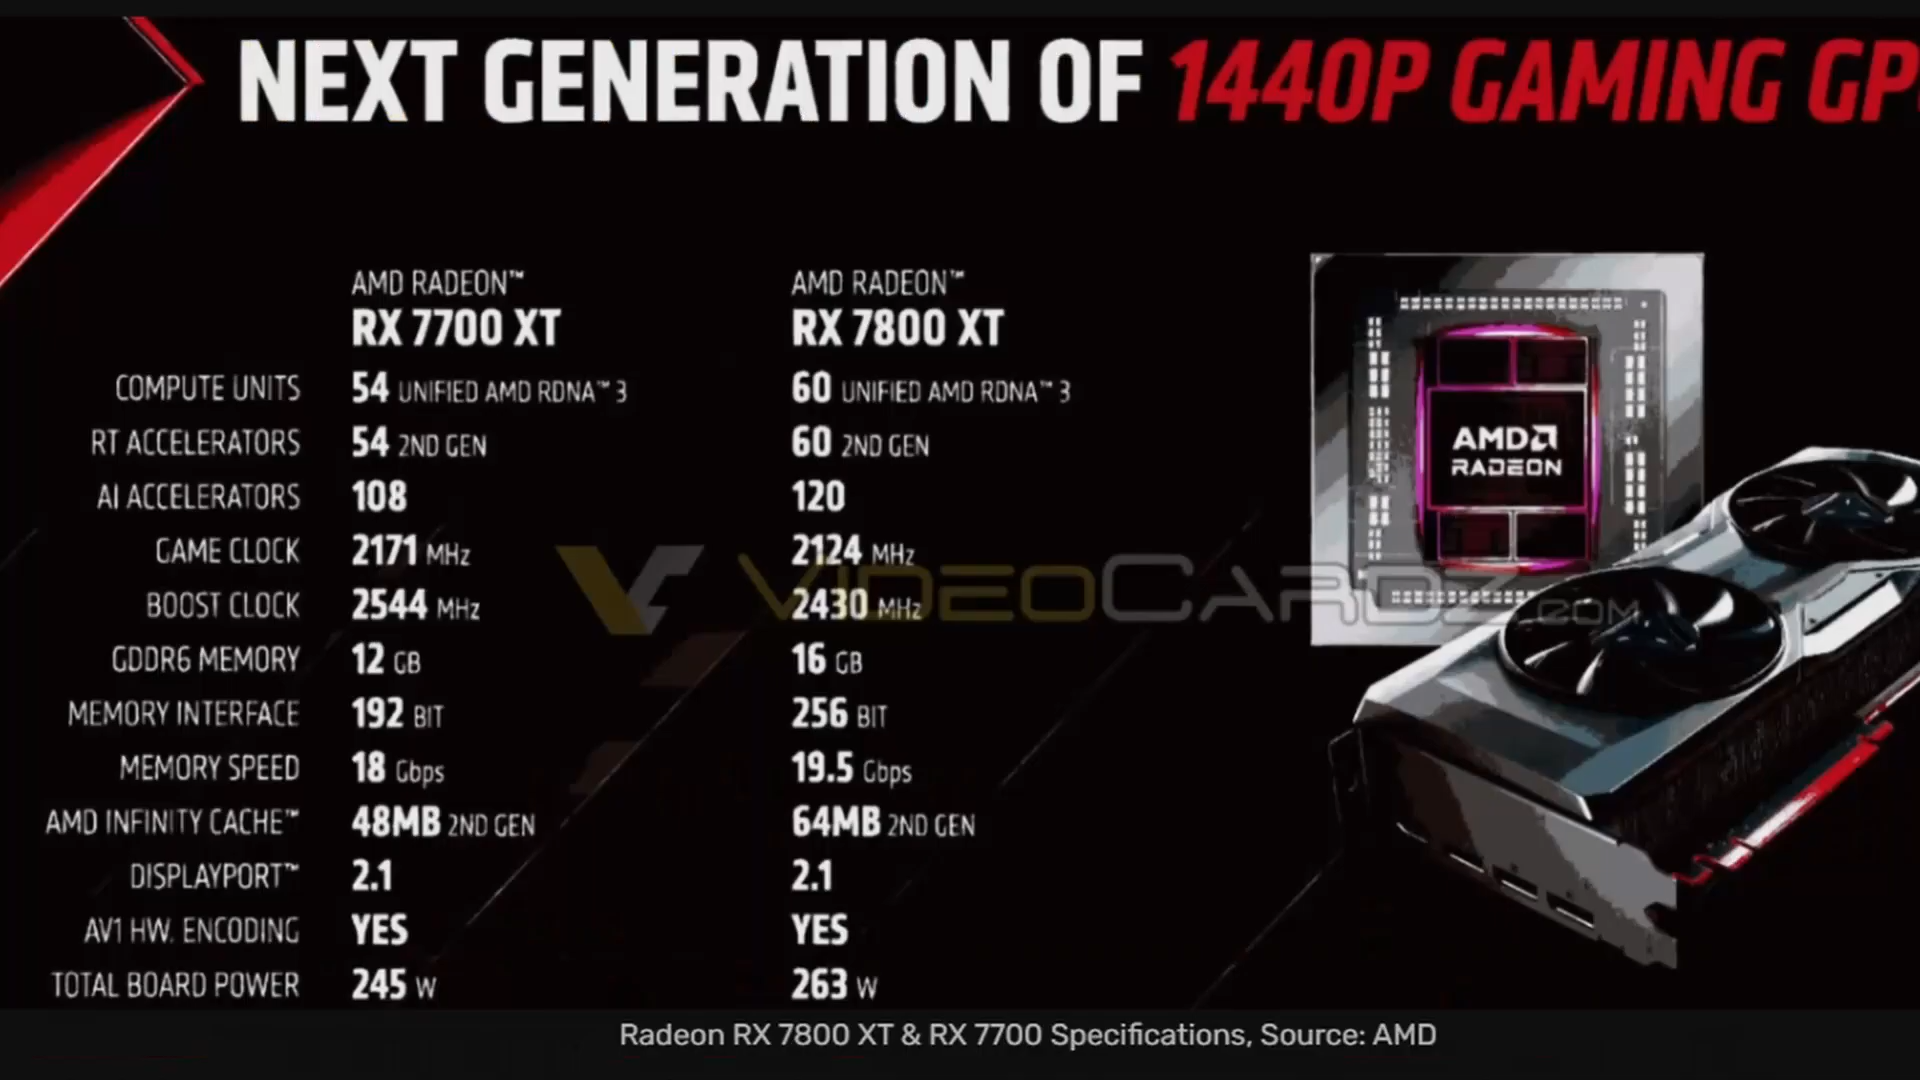 NEXT GENERATION OF 1440P GAMING GP
AMD RADEON™ AMD RADEON™
RX 7700 XT RX 7800 XT
COMPUTE UNITS 54 UNIFIED AMD RDNA™ 3 60 UNIFIED AMD RDNA™ 3
RT ACCELERATORS 54 2ND GEN 60 2ND GEN
AI ACCELERATORS 108 120
GAME CLOCK 2171 MHz 2124 MHz
BOOST CLOCK 2544 MHz 2430 MHz
GDDR6 MEMORY 12 GB 16 GB
MEMORY INTERFACE 192 BIT 256 BIT
MEMORY SPEED 18 Gbps 19.5 Gbps
AMD INFINITY CACHE™ 48MB 2ND GEN 64MB 2ND GEN
DISPLAYPORT™ 2.1 2.1
AV1 HW. ENCODING YES YES
TOTAL BOARD POWER 245 W 263 W
AMD
RADEON
VIDEOCARDZ.COM
Radeon RX 7800 XT & RX 7700 Specifications, Source: AMD